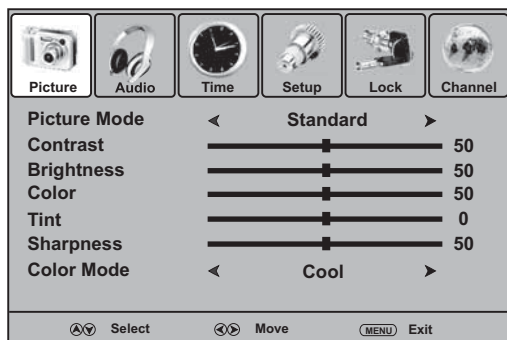 Picture Audio Time Setup Lock Channel
Picture Mode Standard
Contrast 50
Brightness 50
Color 50
Tint 0
Sharpness 50
Color Mode Cool
Select Move MENU Exit